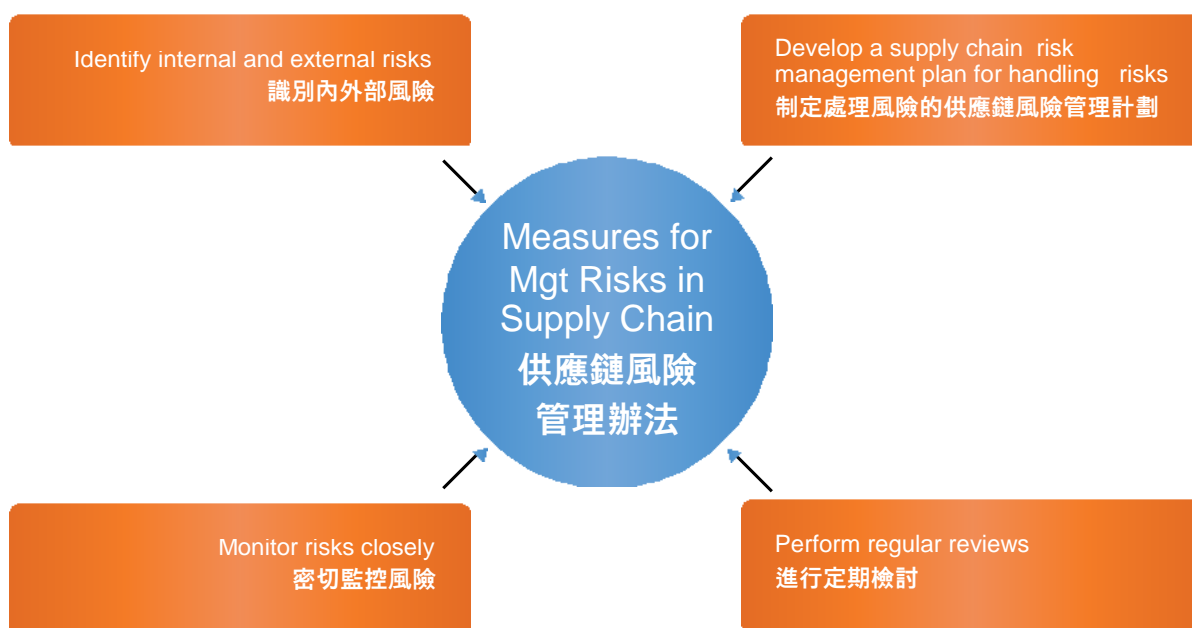 Identify internal and external risks
識別內外部風險
Develop a supply chain risk
management plan for handling risks
制定處理風險的供應鏈風險管理計劃
Measures for
Mgt Risks in
Supply Chain
供應鏈風險
管理辦法
Monitor risks closely
密切監控風險
Perform regular reviews
進行定期檢討